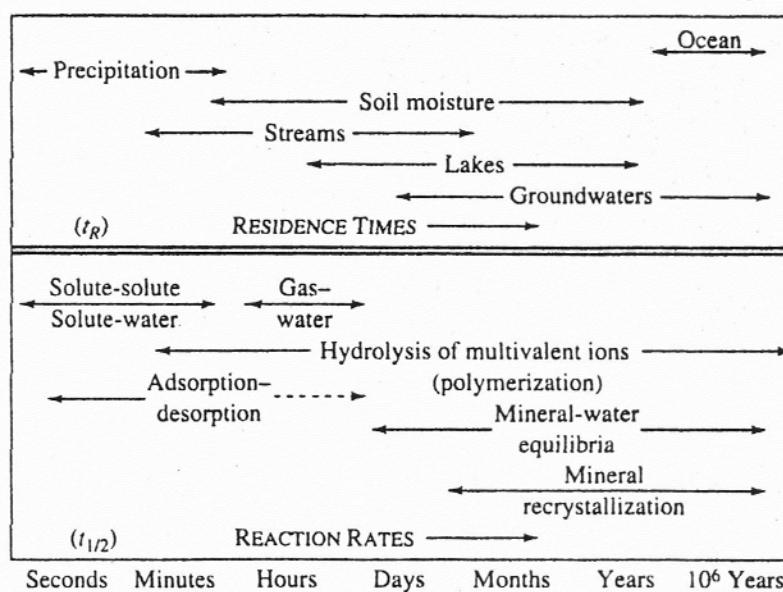 Ocean
Precipitation
Soil moisture
Streams
Lakes
Groundwaters
(tR) RESIDENCE TIMES
Solute-solute
Solute-water
Gas–
water
Hydrolysis of multivalent ions
(polymerization)
Adsorption–
desorption
Mineral-water
equilibria
Mineral
recrystallization
(t1/2) REACTION RATES
Seconds Minutes Hours Days Months Years 10⁶ Years